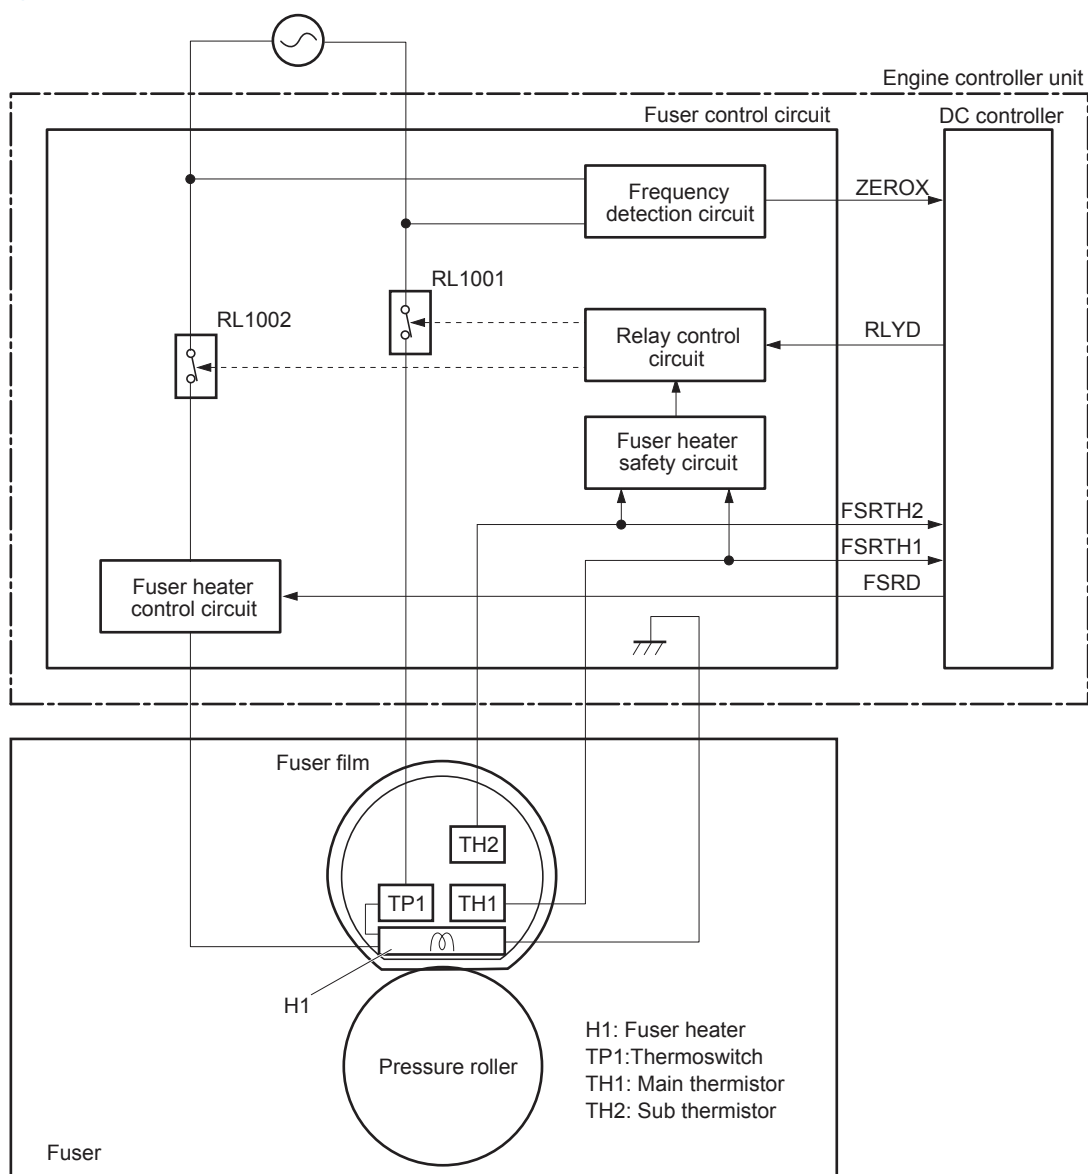 Engine controller unit
Fuser control circuit
DC controller
Frequency
detection circuit
ZEROX
RL1001
RL1002
Relay control
circuit
RLYD
Fuser heater
safety circuit
FSRTH2
FSRTH1
Fuser heater
control circuit
FSRD
Fuser film
TH2
TP1
TH1
H1
Pressure roller
H1: Fuser heater
TP1:Thermoswitch
TH1: Main thermistor
TH2: Sub thermistor
Fuser